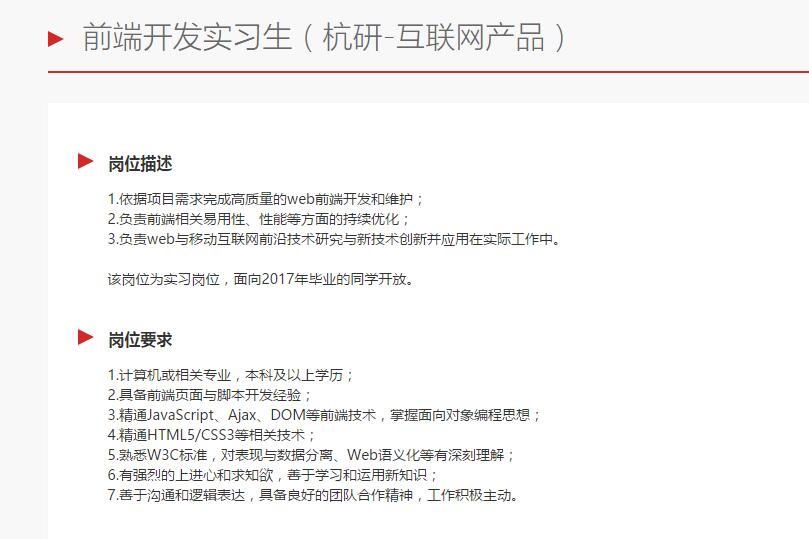 前端开发实习生（杭研-互联网产品）
岗位描述
1.依据项目需求完成高质量的web前端开发和维护；
2.负责前端相关易用性、性能等方面的持续优化；
3.负责web与移动互联网前沿技术研究与新技术创新并应用在实际工作中。
该岗位为实习岗位，面向2017年毕业的同学开放。
岗位要求
1.计算机或相关专业，本科及以上学历；
2.具备前端页面与脚本开发经验；
3.精通JavaScript、Ajax、DOM等前端技术，掌握面向对象编程思想；
4.精通HTML5/CSS3等相关技术；
5.熟悉W3C标准，对表现与数据分离、Web语义化等有深刻理解；
6.有强烈的上进心和求知欲，善于学习和运用新知识；
7.善于沟通和逻辑表达，具备良好的团队合作精神，工作积极主动。